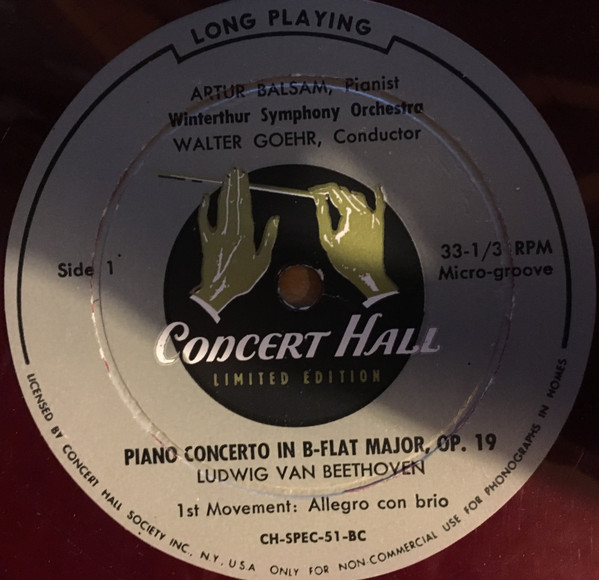 LONG PLAYING
ARTUR BALSAM, Pianist
Winterthur Symphony Orchestra
WALTER GOEHR, Conductor
Side 1
33-1/3 RPM
Micro-groove
CONCERT HALL
LIMITED EDITION
PIANO CONCERTO IN B-FLAT MAJOR, OP. 19
LUDWIG VAN BEETHOVEN
1st Movement: Allegro con brio
CH-SPEC-51-BC
LICENSED BY CONCERT HALL SOCIETY INC. N.Y. U.S.A ONLY FOR NON-COMMERCIAL USE FOR PHONOGRAPHS IN HOMES